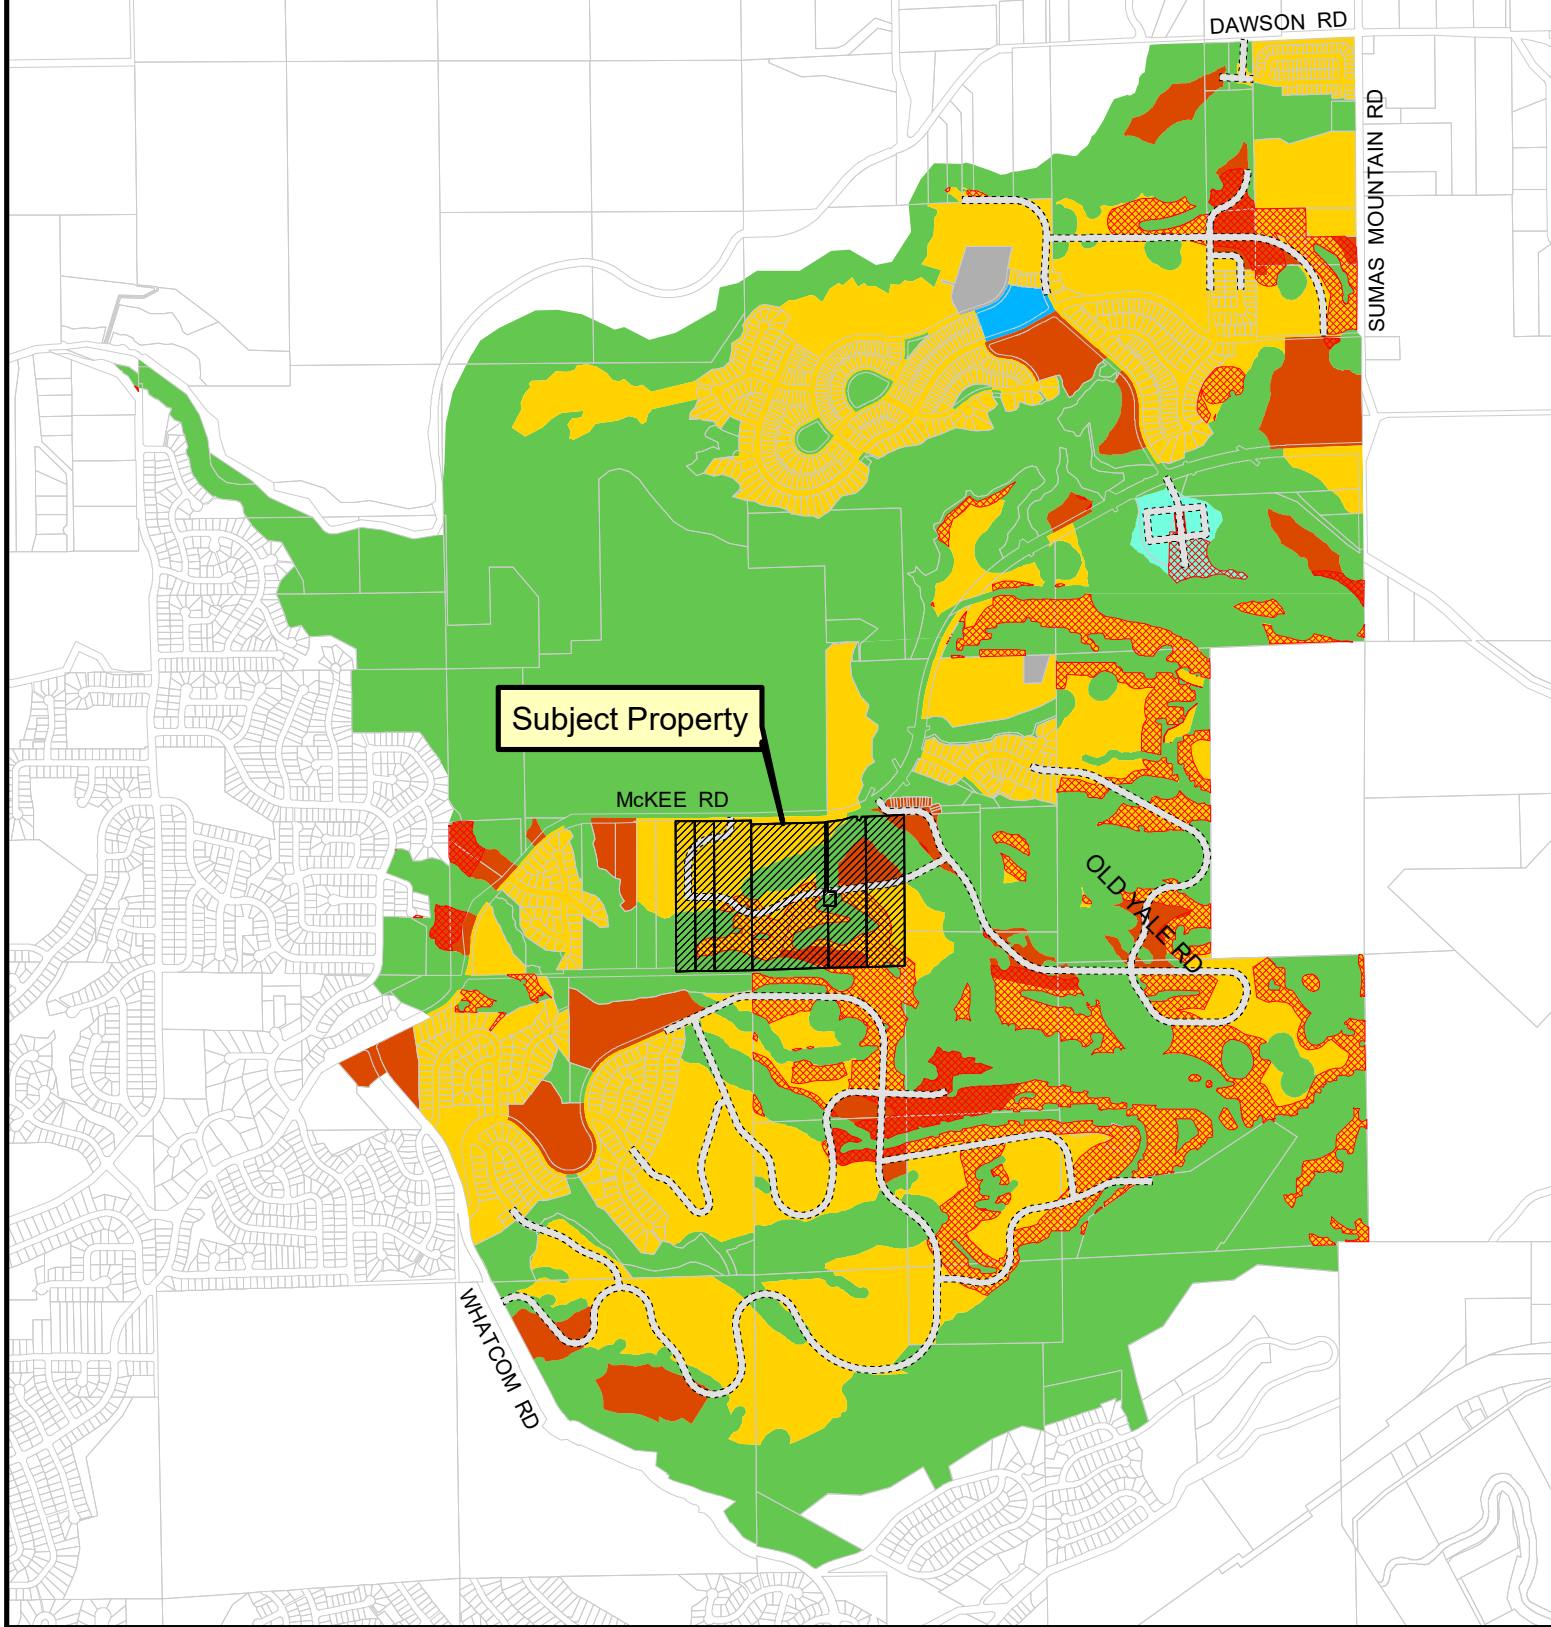 DAWSON RD
SUMAS MOUNTAIN RD
Subject Property
McKEE RD
OLD YALE RD
WHATCOM RD